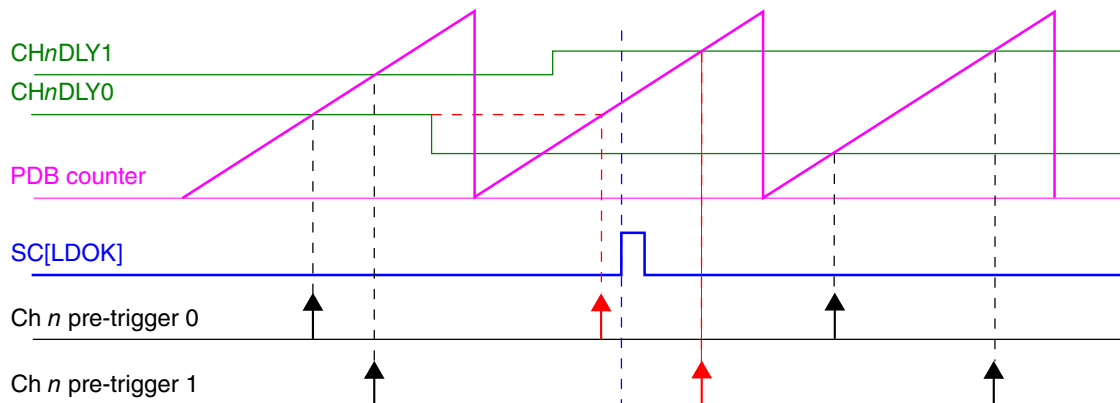 CHnDLY1
CHnDLY0
PDB counter
SC[LDOK]
Ch n pre-trigger 0
Ch n pre-trigger 1